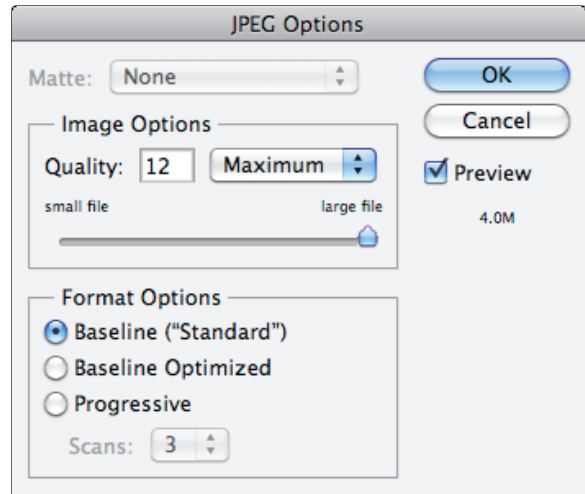 JPEG Options
Matte: None
OK
Cancel
Preview
4.0M
Image Options
Quality: 12 Maximum
small file large file
Format Options
Baseline (“Standard”)
Baseline Optimized
Progressive
Scans: 3